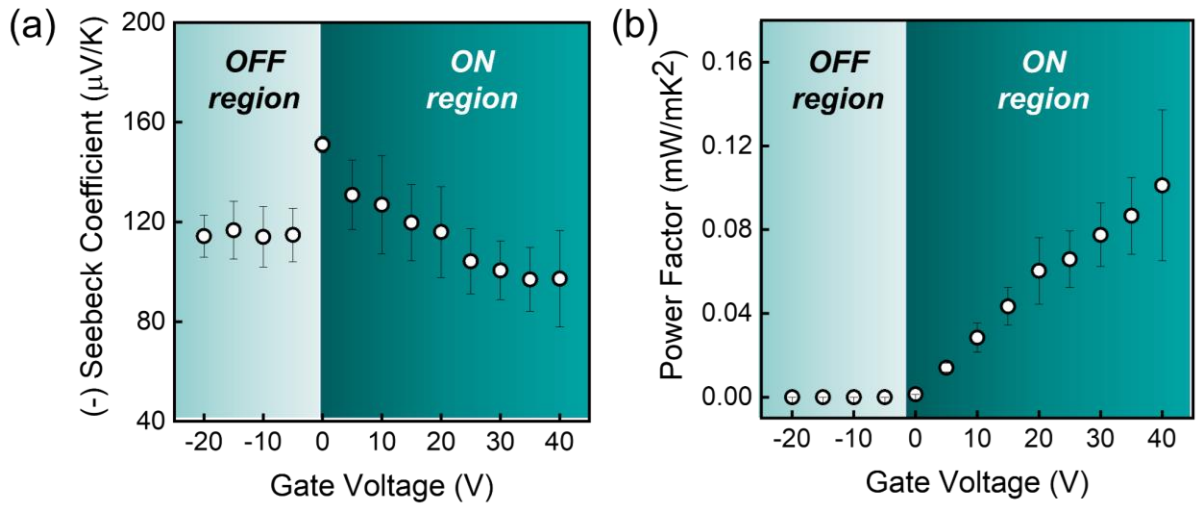 (a)
(-) Seebeck Coefficient (μV/K)
200
160
120
80
40
OFF
region
ON
region
-20 -10 0 10 20 30 40
Gate Voltage (V)
(b)
Power Factor (mW/mK²)
0.16
0.12
0.08
0.04
0.00
OFF
region
ON
region
-20 -10 0 10 20 30 40
Gate Voltage (V)